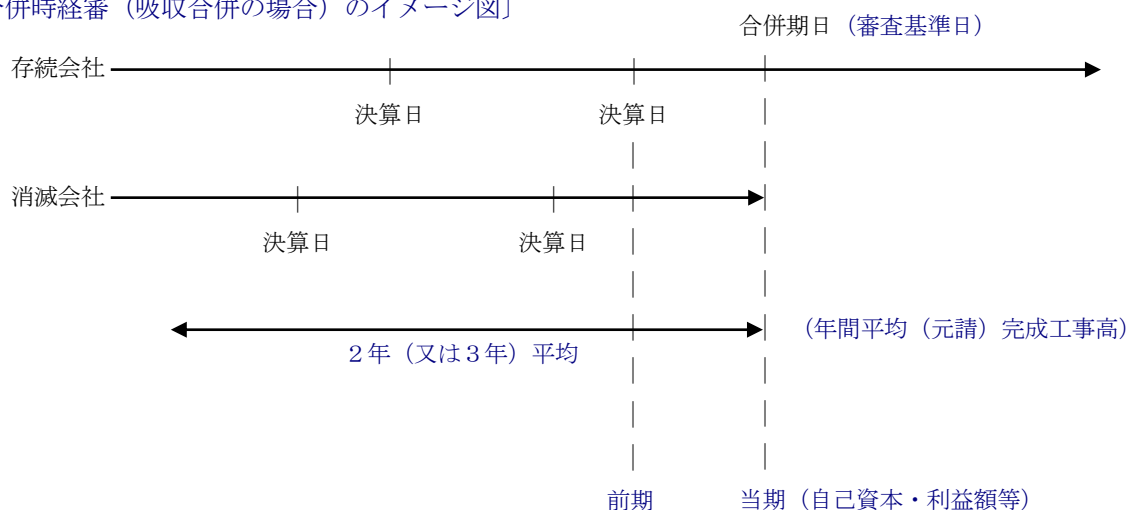 併時経審（吸収合併の場合）のイメージ図］
合併期日（審査基準日）
存続会社
決算日 決算日
消滅会社
決算日 決算日
（年間平均（元請）完成工事高）
２年（又は３年）平均
前期 当期（自己資本・利益額等）